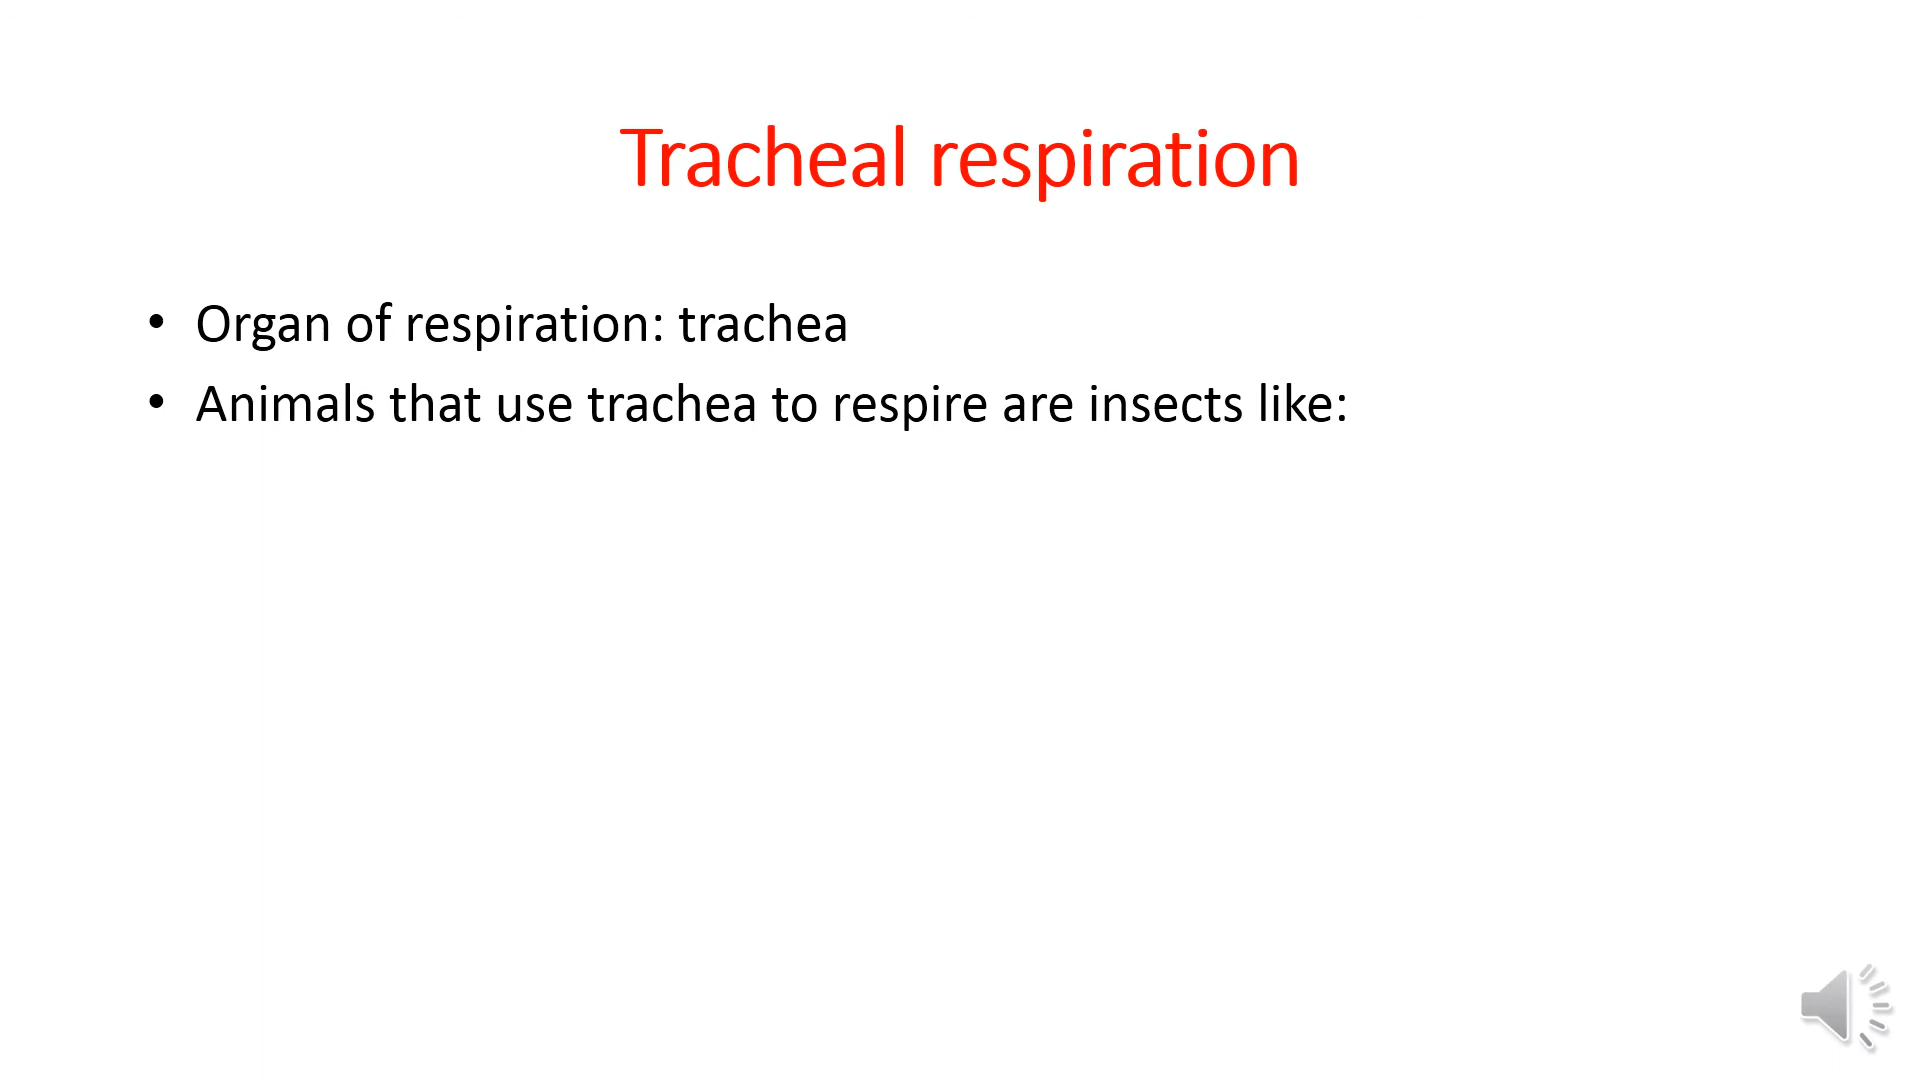 Tracheal respiration
• Organ of respiration: trachea
• Animals that use trachea to respire are insects like: